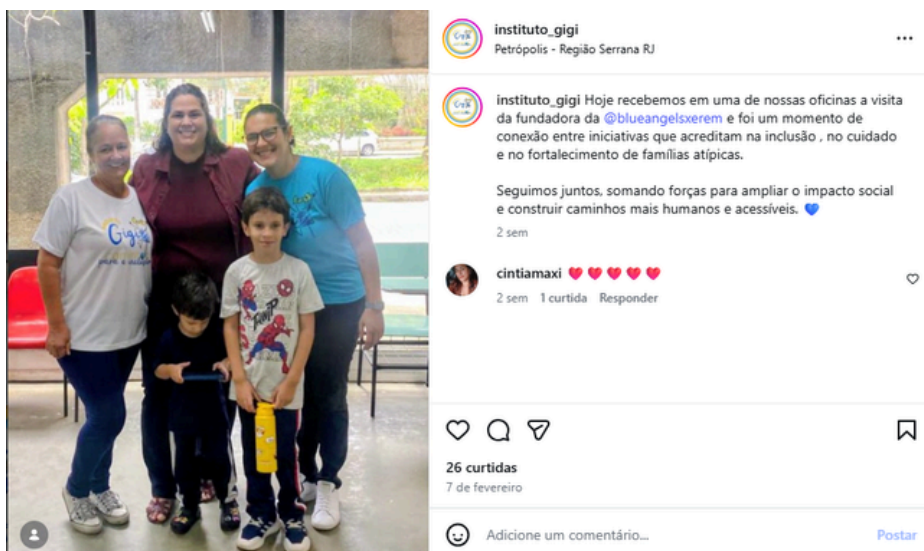 instituto_gigi
Petrópolis - Região Serrana RJ
instituto_gigi Hoje recebemos em uma de nossas oficinas a visita
da fundadora da @blueangelsxerem e foi um momento de
conexão entre iniciativas que acreditam na inclusão , no cuidado
e no fortalecimento de famílias atípicas.
Seguimos juntos, somando forças para ampliar o impacto social
e construir caminhos mais humanos e acessíveis.
2 sem
cintiamaxi
2 sem 1 curtida Responder
26 curtidas
7 de fevereiro
Adicione um comentário...
Postar
Gigi
para a inclusão